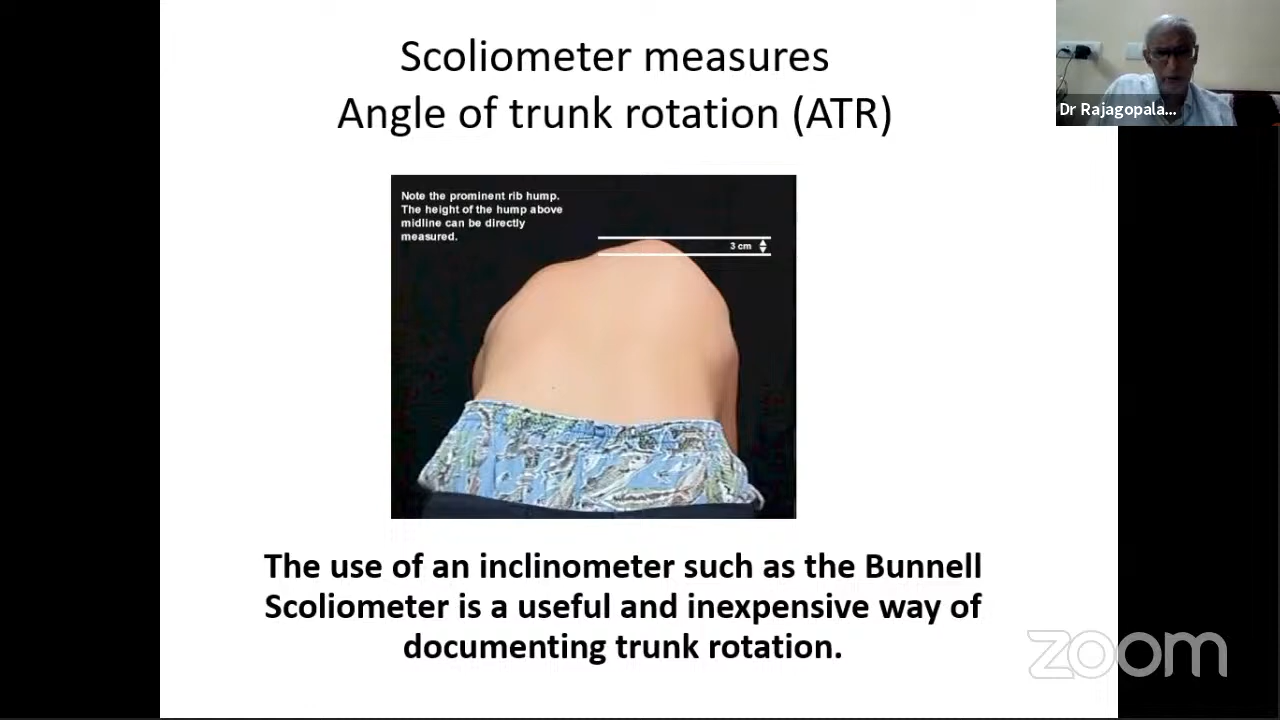 Scoliometer measures
Angle of trunk rotation (ATR)
Dr Rajagopala...
Note the prominent rib hump.
The height of the hump above
midline can be directly
measured.
3 cm
The use of an inclinometer such as the Bunnell
Scoliometer is a useful and inexpensive way of
documenting trunk rotation.
zoom